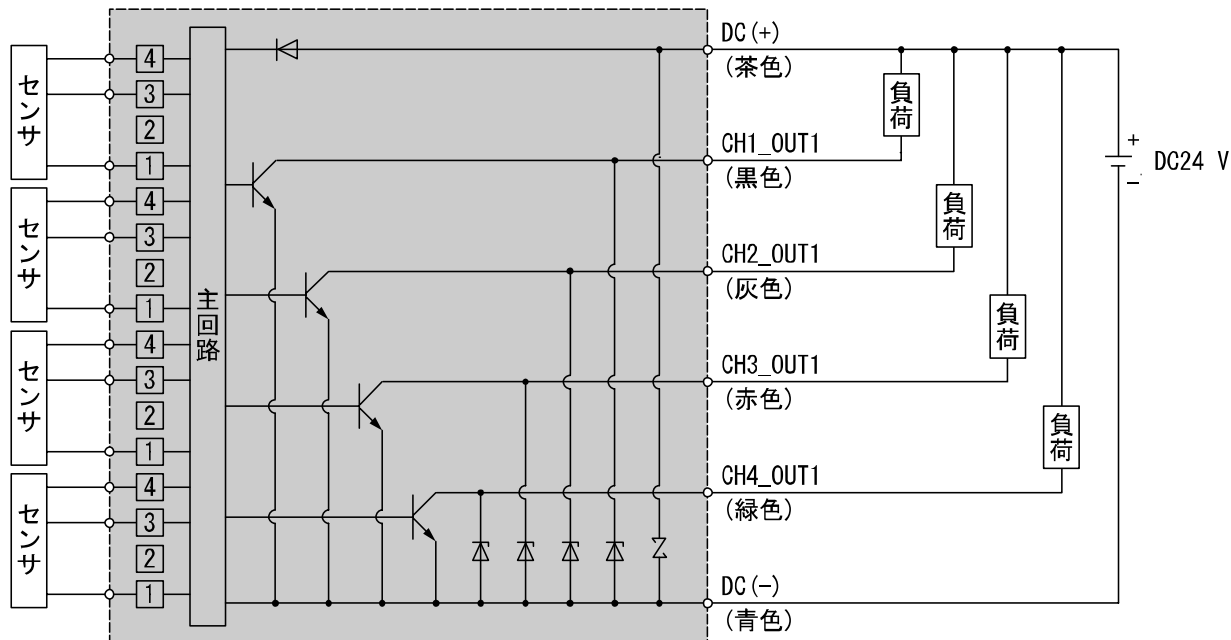 センサ
4
3
2
1
センサ
4
3
2
1
センサ
4
3
2
1
センサ
4
3
2
1
主回路
DC(+)
(茶色)
CH1_OUT1
(黒色)
CH2_OUT1
(灰色)
CH3_OUT1
(赤色)
CH4_OUT1
(緑色)
DC(−)
(青色)
負荷
負荷
負荷
負荷
+
−
DC24 V